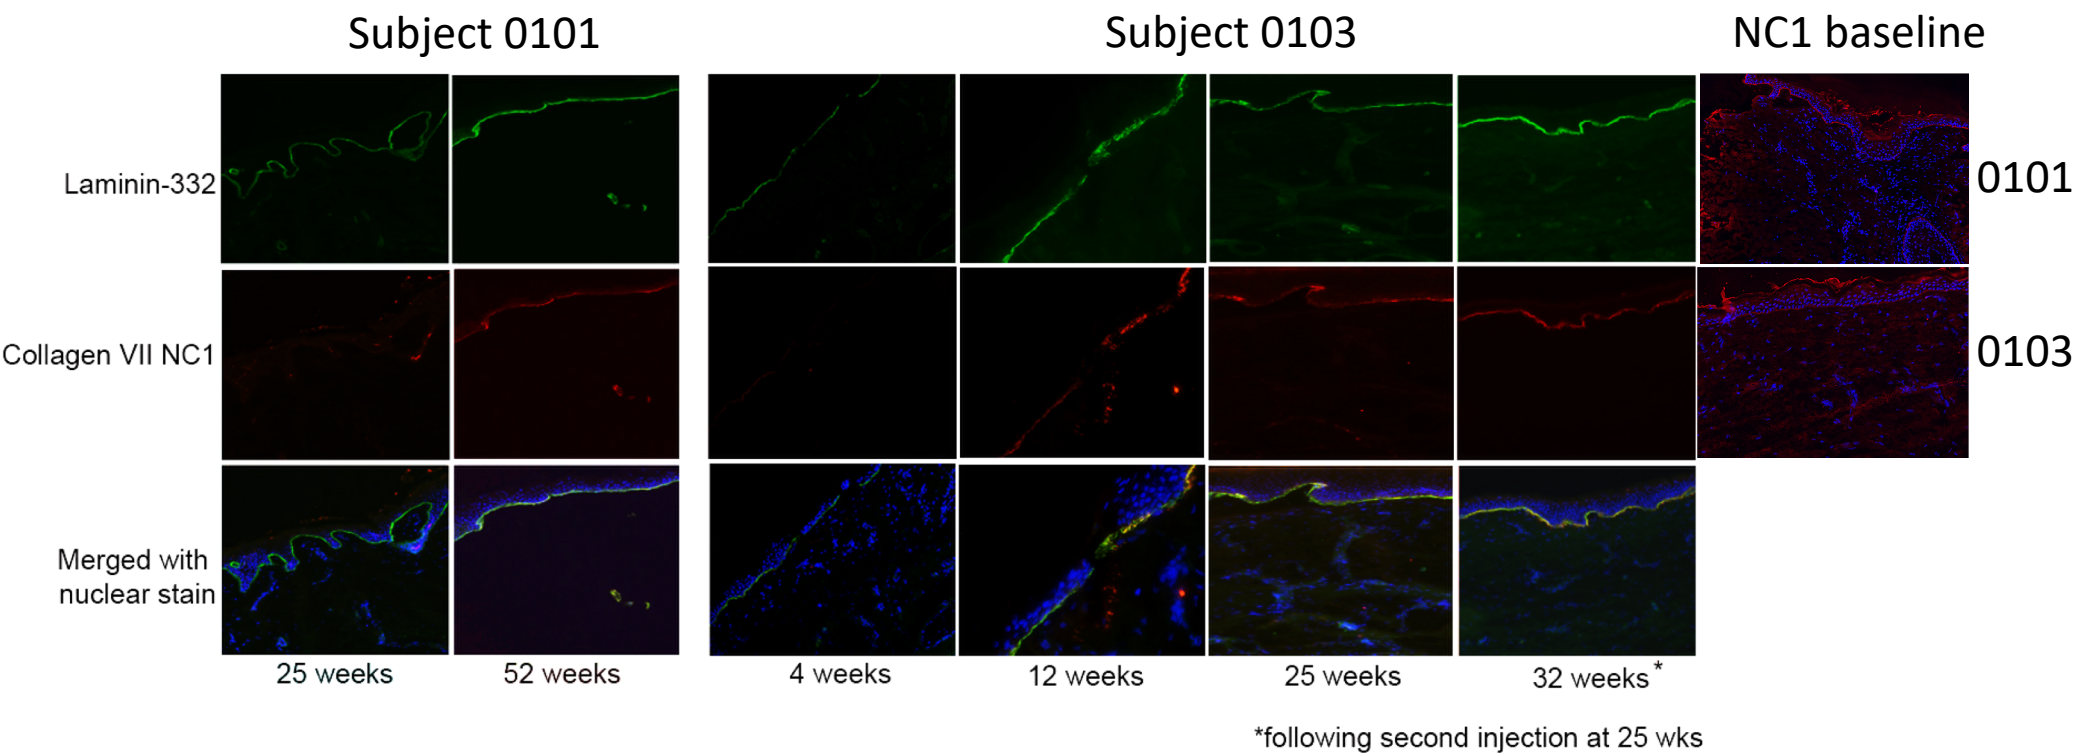 Subject 0101
Subject 0103
NC1 baseline
Laminin-332
0101
Collagen VII NC1
0103
Merged with
nuclear stain
25 weeks
52 weeks
4 weeks
12 weeks
25 weeks
32 weeks*
*following second injection at 25 wks